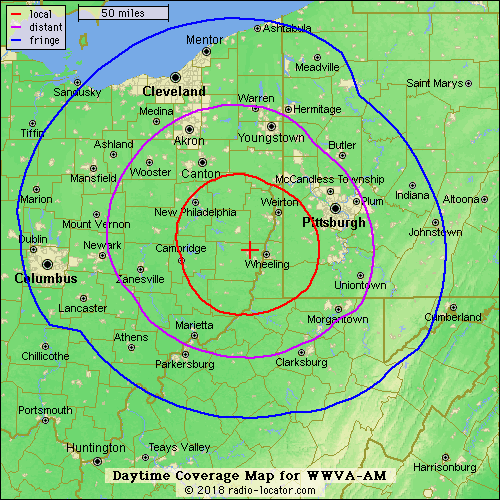 local
distant
fringe
50 miles
Ashtabula
Mentor
Meadville
Sandusky
Cleveland
Saint Marys
Warren
Hermitage
Medina
Tiffin
Akron
Youngstown
Ashland
Butler
Wooster
Canton
Mansfield
McCandless Township
Marion
Indiana
Altoona
New Philadelphia
Weirton
Plum
Pittsburgh
Mount Vernon
Johnstown
Dublin
Newark
Cambridge
Wheeling
Columbus
Zanesville
Uniontown
Lancaster
Morgantown
Cumberland
Marietta
Athens
Chillicothe
Parkersburg
Clarksburg
Portsmouth
Huntington
Teays Valley
Harrisonburg
Daytime Coverage Map for WWVA-AM
© 2018 radio-locator.com